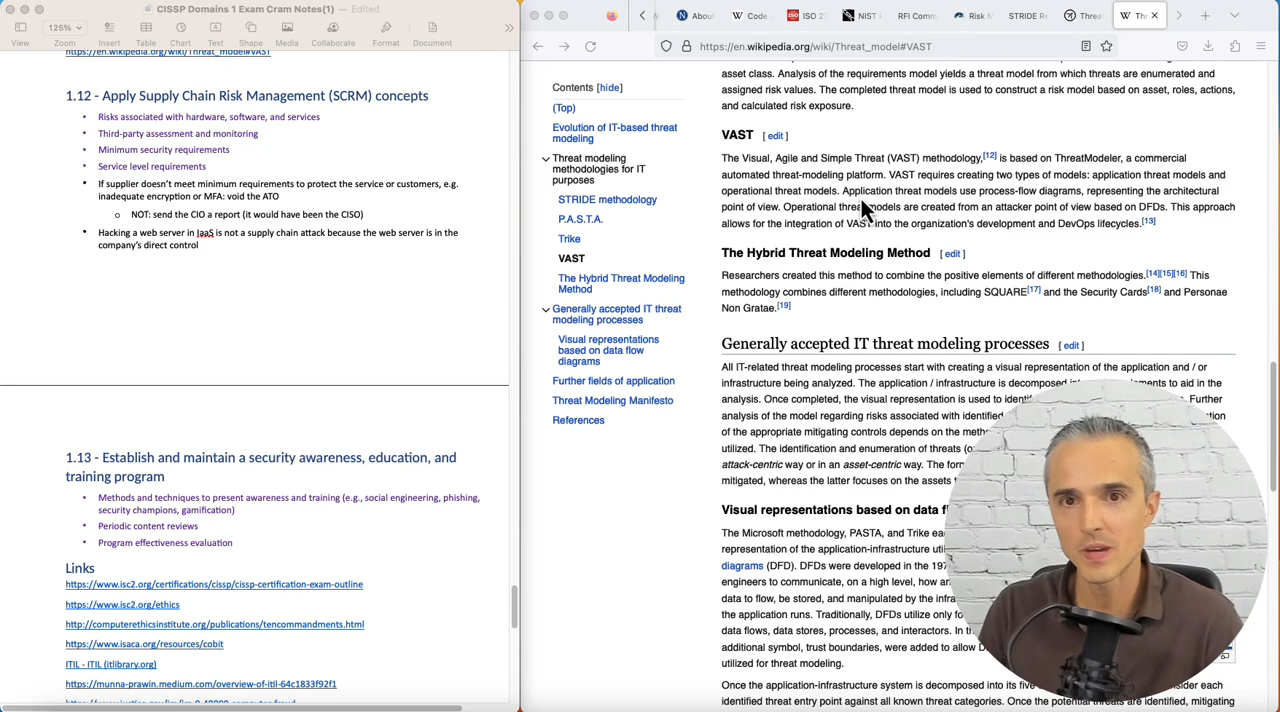 CISSP Domains 1 Exam Cram Notes(1) — Edited
125%
View
Zoom
Insert
Table
Chart
Text
Shape
Media
Collaborate
Format
Document
https://en.wikipedia.org/wiki/Threat_model#VAST
1.12 - Apply Supply Chain Risk Management (SCRM) concepts
• Risks associated with hardware, software, and services
• Third-party assessment and monitoring
• Minimum security requirements
• Service level requirements
• If supplier doesn't meet minimum requirements to protect the service or customers, e.g.
inadequate encryption or MFA: void the ATO
o NOT: send the CIO a report (it would have been the CISO)
• Hacking a web server in IaaS is not a supply chain attack because the web server is in the
company's direct control
1.13 - Establish and maintain a security awareness, education, and
training program
• Methods and techniques to present awareness and training (e.g., social engineering, phishing,
security champions, gamification)
• Periodic content reviews
• Program effectiveness evaluation
Links
https://www.isc2.org/certifications/cissp/cissp-certification-exam-outline
https://www.isc2.org/ethics
http://computerethicsinstitute.org/publications/tencommandments.html
https://www.isaca.org/resources/cobit
ITIL - ITIL (itlibrary.org)
https://munna-prawin.medium.com/overview-of-itil-64c1833f92f1
About
Code
ISO 2
NIST
RFI Comm
Risk M
STRIDE Re
Threa
Thr
https://en.wikipedia.org/wiki/Threat_model#VAST
Contents [hide]
(Top)
Evolution of IT-based threat
modeling
Threat modeling
methodologies for IT
purposes
STRIDE methodology
P.A.S.T.A.
Trike
VAST
The Hybrid Threat Modeling
Method
Generally accepted IT threat
modeling processes
Visual representations
based on data flow
diagrams
Further fields of application
Threat Modeling Manifesto
References
asset class. Analysis of the requirements model yields a threat model from which threats are enumerated and
assigned risk values. The completed threat model is used to construct a risk model based on asset, roles, actions,
and calculated risk exposure.
VAST [ edit ]
The Visual, Agile and Simple Threat (VAST) methodology,[12] is based on ThreatModeler, a commercial
automated threat-modeling platform. VAST requires creating two types of models: application threat models and
operational threat models. Application threat models use process-flow diagrams, representing the architectural
point of view. Operational threat models are created from an attacker point of view based on DFDs. This approach
allows for the integration of VAST into the organization's development and DevOps lifecycles.[13]
The Hybrid Threat Modeling Method [ edit ]
Researchers created this method to combine the positive elements of different methodologies.[14][15][16] This
methodology combines different methodologies, including SQUARE[17] and the Security Cards[18] and Personae
Non Gratae.[19]
Generally accepted IT threat modeling processes [ edit ]
All IT-related threat modeling processes start with creating a visual representation of the application and / or
infrastructure being analyzed. The application / infrastructure is decomposed ments to aid in the
analysis. Once completed, the visual representation is used to Further
analysis of the model regarding risks associated with identified
of the appropriate mitigating controls depends on the
utilized. The identification and enumeration of threats
attack-centric way or in an asset-centric way. The
mitigated, whereas the latter focuses on the assets
Visual representations based on data
The Microsoft methodology, PASTA, and Trike
representation of the application-infrastructure
diagrams (DFD). DFDs were developed in the
engineers to communicate, on a high level, how
data to flow, be stored, and manipulated by the
the application runs. Traditionally, DFDs utilize only
data flows, data stores, processes, and interactors. In
additional symbol, trust boundaries, were added to allow
utilized for threat modeling.
Once the application-infrastructure system is decomposed into its five each
identified threat entry point against all known threat categories. Once the potential threats are identified, mitigating